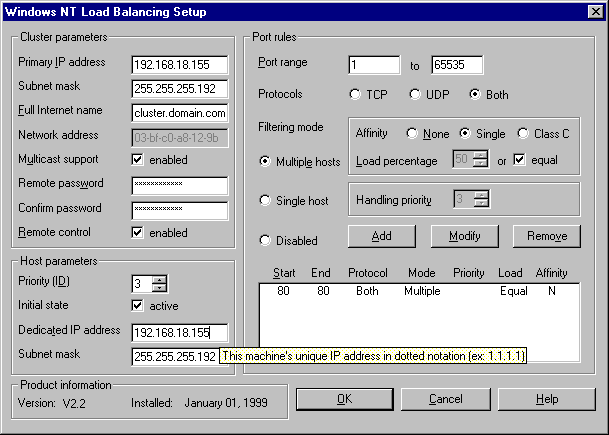 Windows NT Load Balancing Setup
Cluster parameters
Primary IP address 192.168.18.155
Subnet mask 255.255.255.192
Full Internet name cluster.domain.com
Network address 03-bf-c0-a8-12-9b
Multicast support enabled
Remote password ************
Confirm password ************
Remote control enabled
Host parameters
Priority (ID) 3
Initial state active
Dedicated IP address 192.168.18.155
Subnet mask 255.255.255.192
This machine's unique IP address in dotted notation (ex: 1.1.1.1)
Product information
Version: V2.2 Installed: January 01, 1999
Port rules
Port range 1 to 65535
Protocols TCP UDP Both
Filtering mode
Affinity None Single Class C
Multiple hosts Load percentage 50 or equal
Single host Handling priority 3
Disabled Add Modify Remove
Start End Protocol Mode Priority Load Affinity
80 80 Both Multiple Equal N
OK Cancel Help